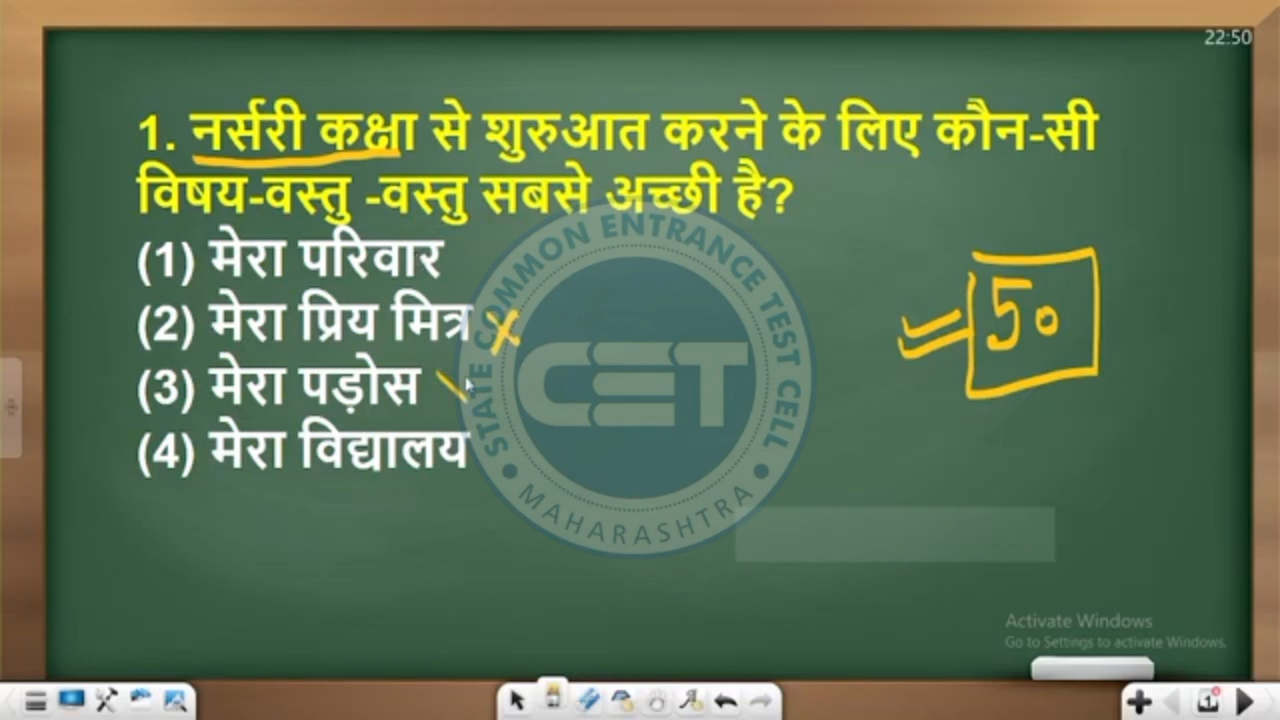 22:50
1. नर्सरी कक्षा से शुरुआत करने के लिए कौन-सी
विषय-वस्तु -वस्तु सबसे अच्छी है?
(1) मेरा परिवार
(2) मेरा प्रिय मित्र
(3) मेरा पड़ोस
(4) मेरा विद्यालय
= 50
STATE COMMON ENTRANCE TEST CELL
CET
MAHARASHTRA
Activate Windows
Go to Settings to activate Windows.
1